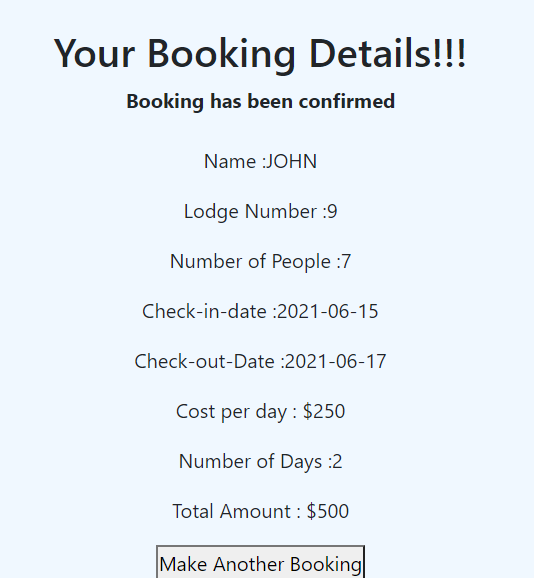 Your Booking Details!!!
Booking has been confirmed
Name :JOHN
Lodge Number :9
Number of People :7
Check-in-date :2021-06-15
Check-out-Date :2021-06-17
Cost per day : $250
Number of Days :2
Total Amount : $500
Make Another Booking